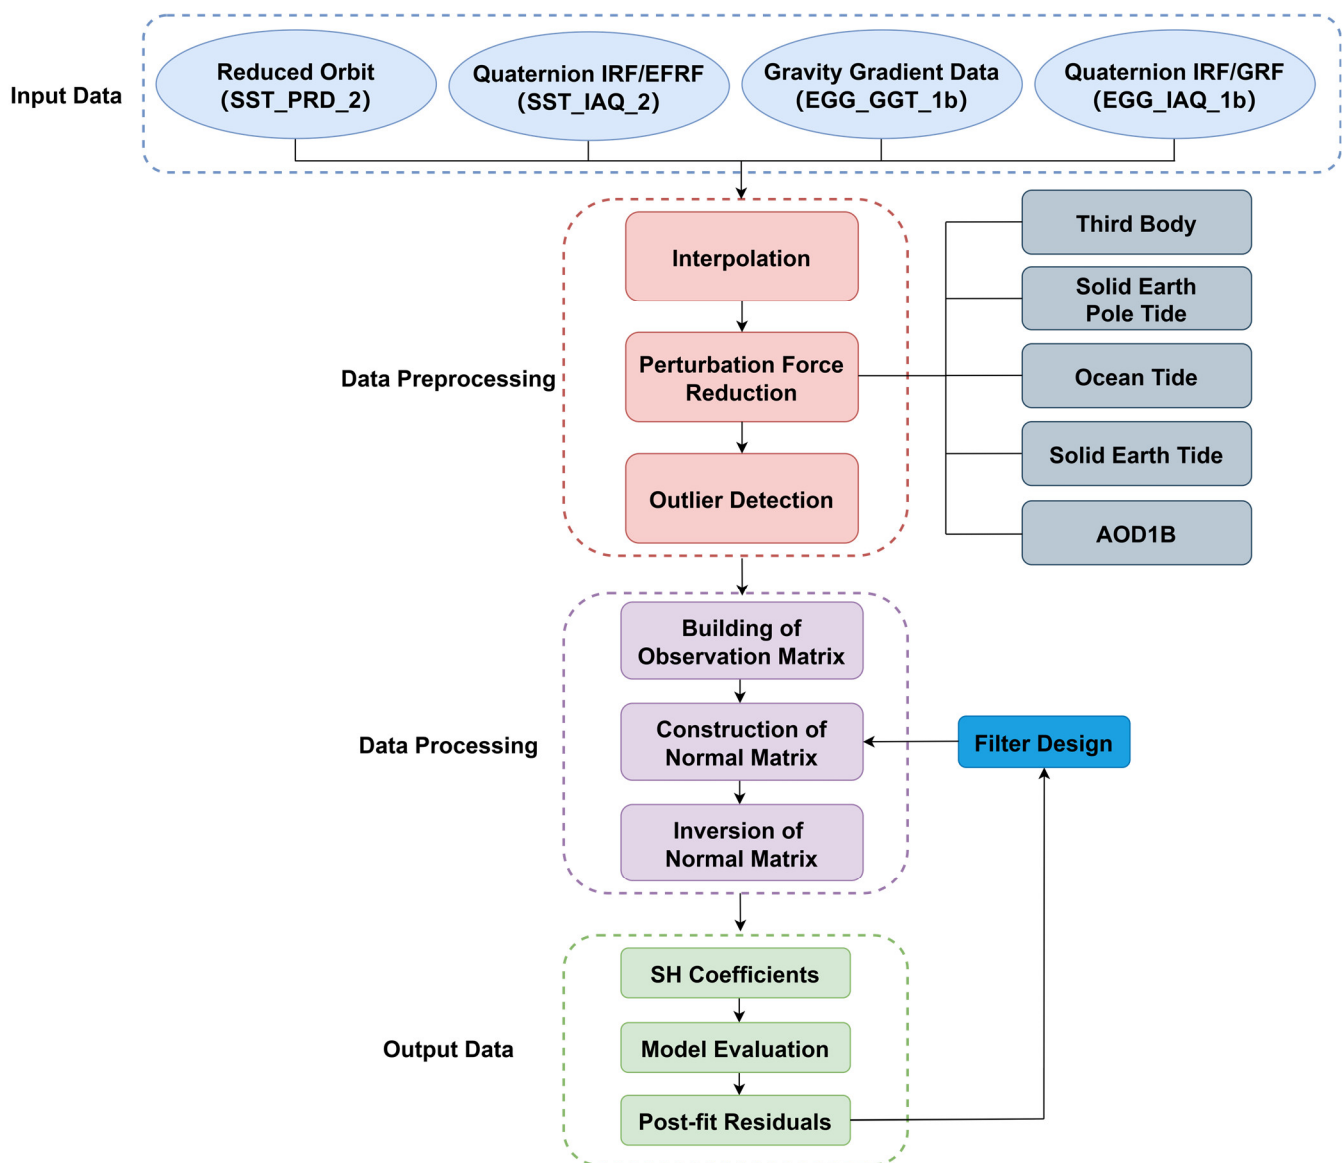 Input Data
Reduced Orbit
(SST_PRD_2)
Quaternion IRF/EFRF
(SST_IAQ_2)
Gravity Gradient Data
(EGG_GGT_1b)
Quaternion IRF/GRF
(EGG_IAQ_1b)
Data Preprocessing
Interpolation
Perturbation Force
Reduction
Outlier Detection
Third Body
Solid Earth
Pole Tide
Ocean Tide
Solid Earth Tide
AOD1B
Data Processing
Building of
Observation Matrix
Construction of
Normal Matrix
Inversion of
Normal Matrix
Filter Design
Output Data
SH Coefficients
Model Evaluation
Post-fit Residuals